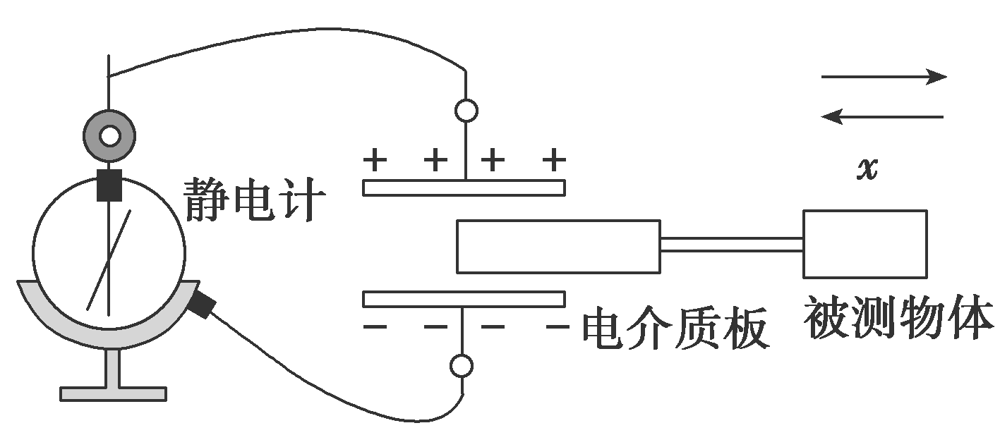 + + + +
静电计
x
− − − −
电介质板
被测物体